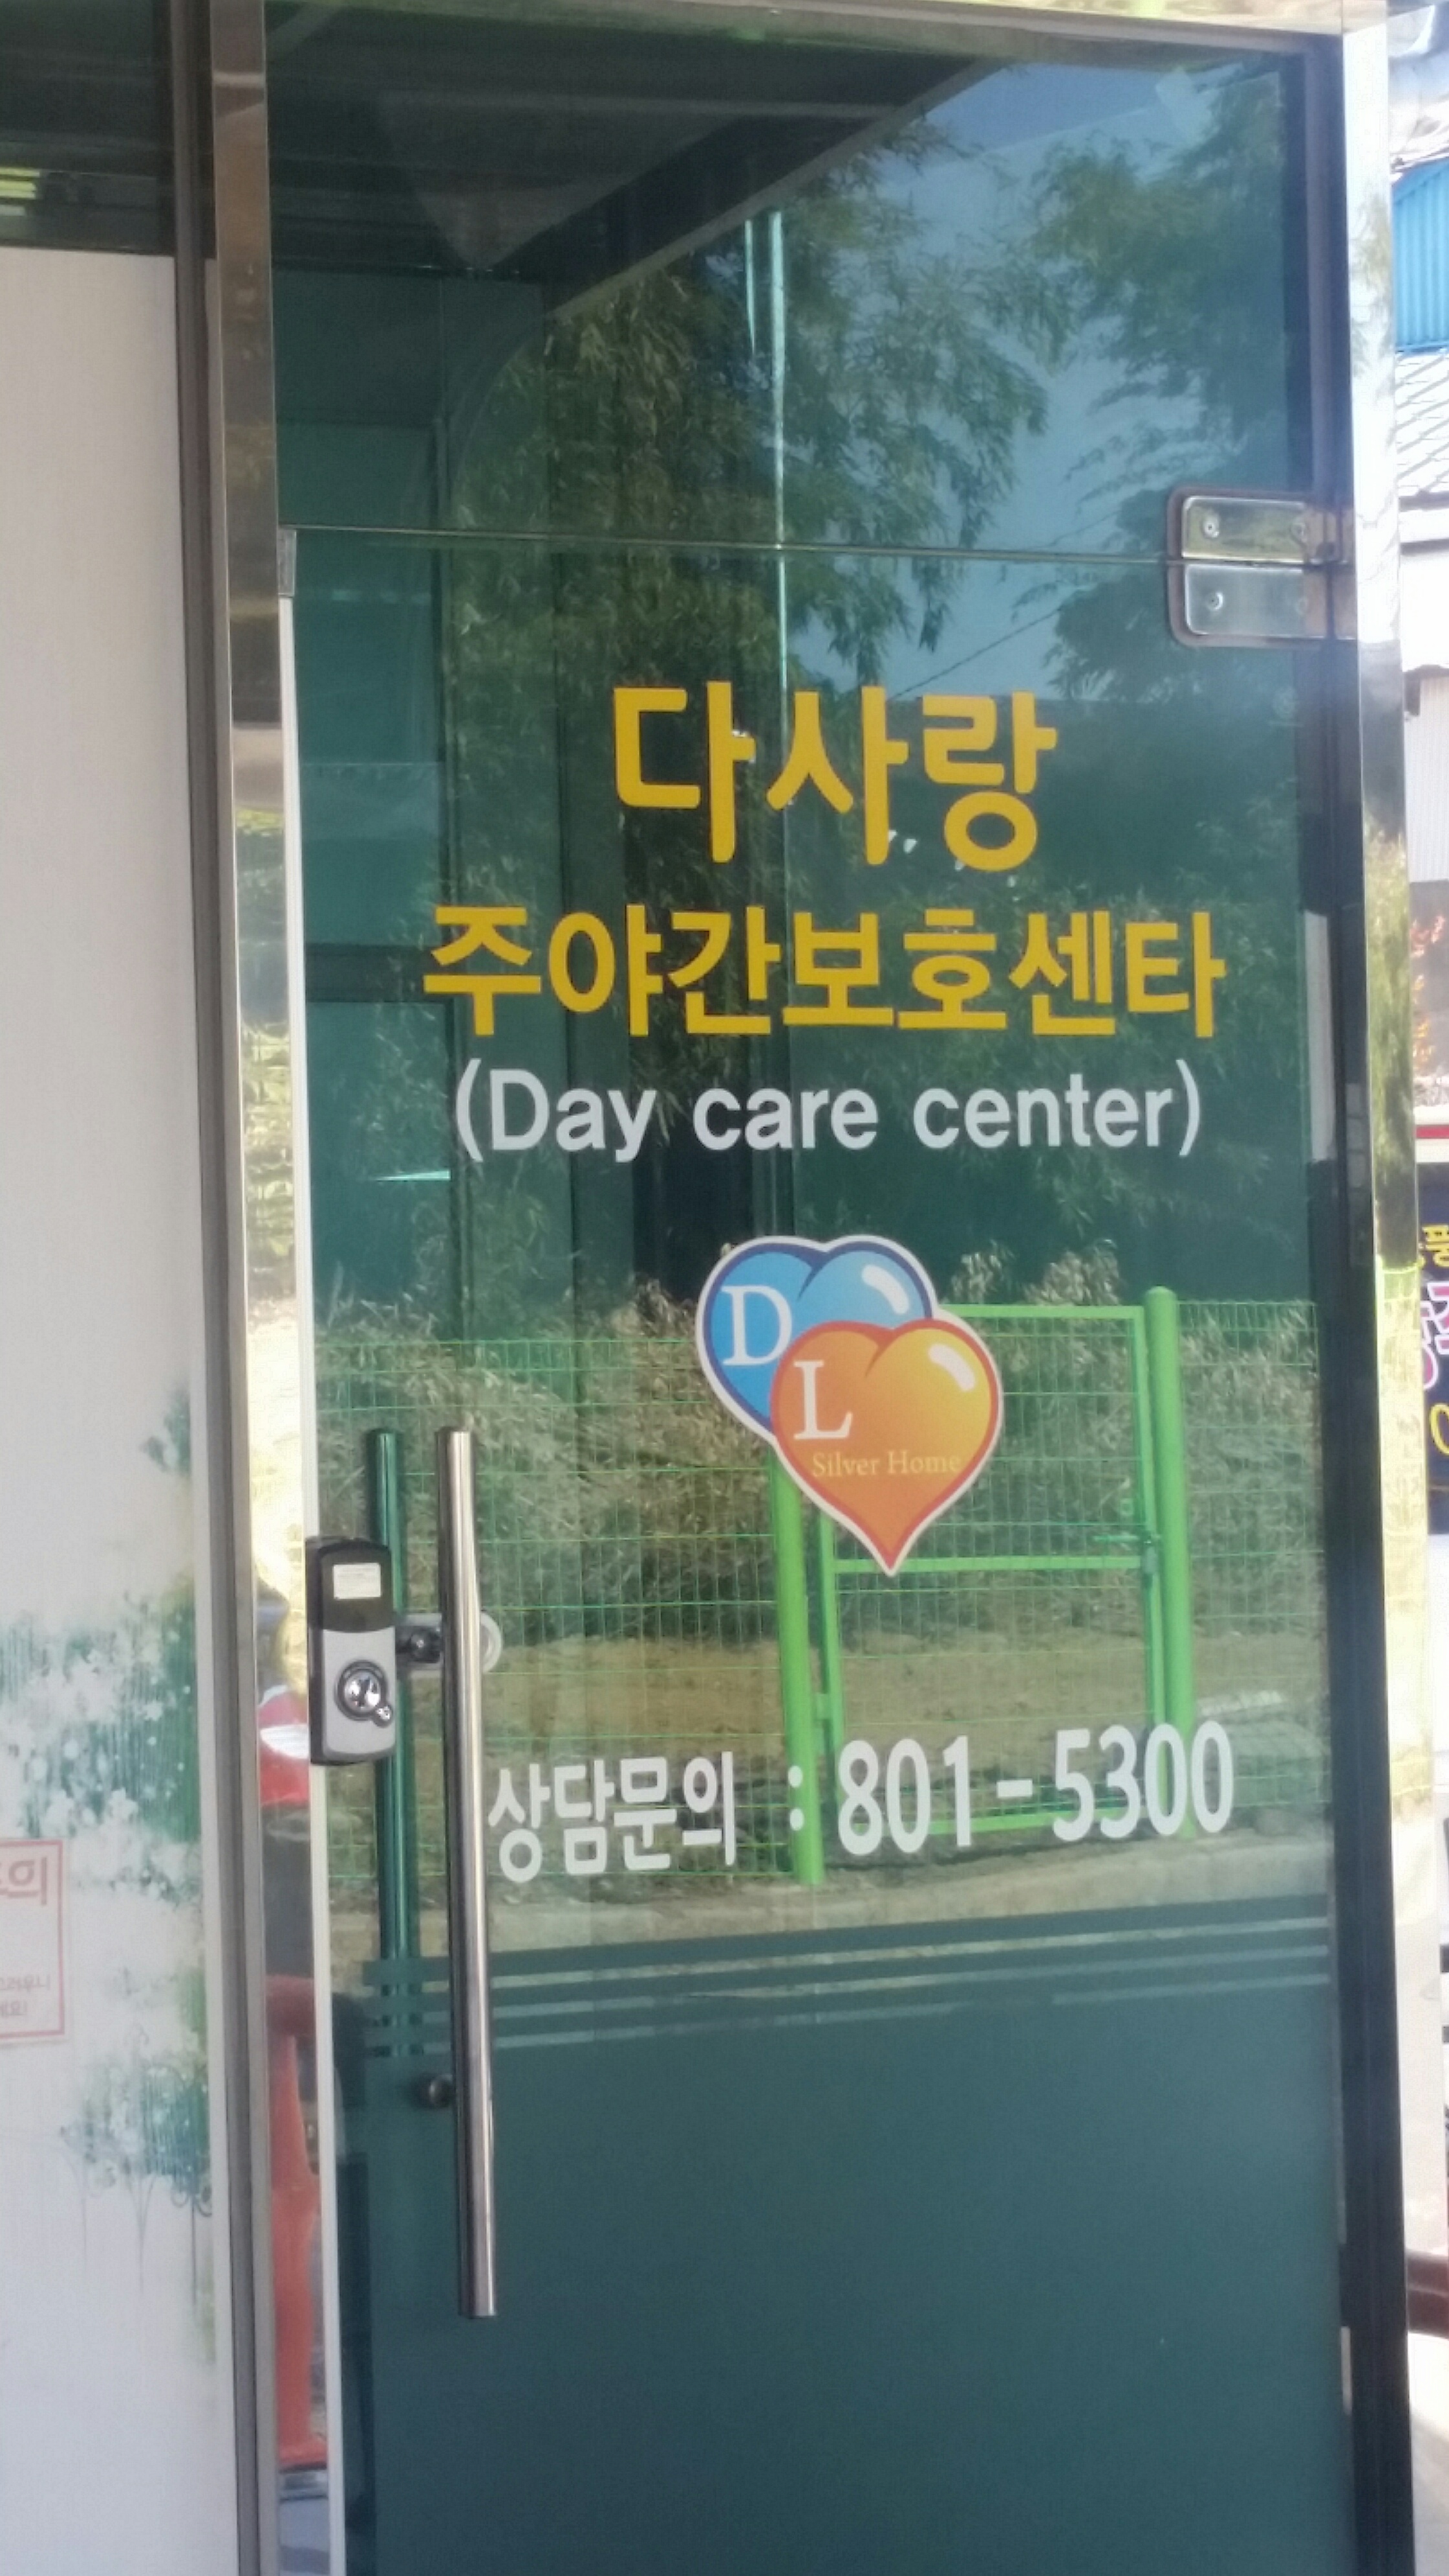 다사랑
주야간보호센타
(Day care center)
D
L
Silver Home
상담문의 : 801-5300